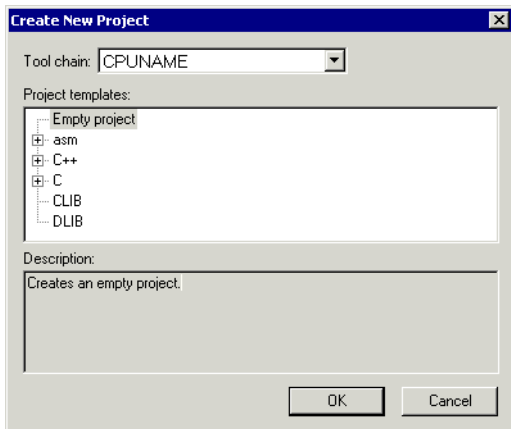 Create New Project
Tool chain: CPUNAME
Project templates:
Empty project
asm
C++
C
CLIB
DLIB
Description:
Creates an empty project.
OK Cancel